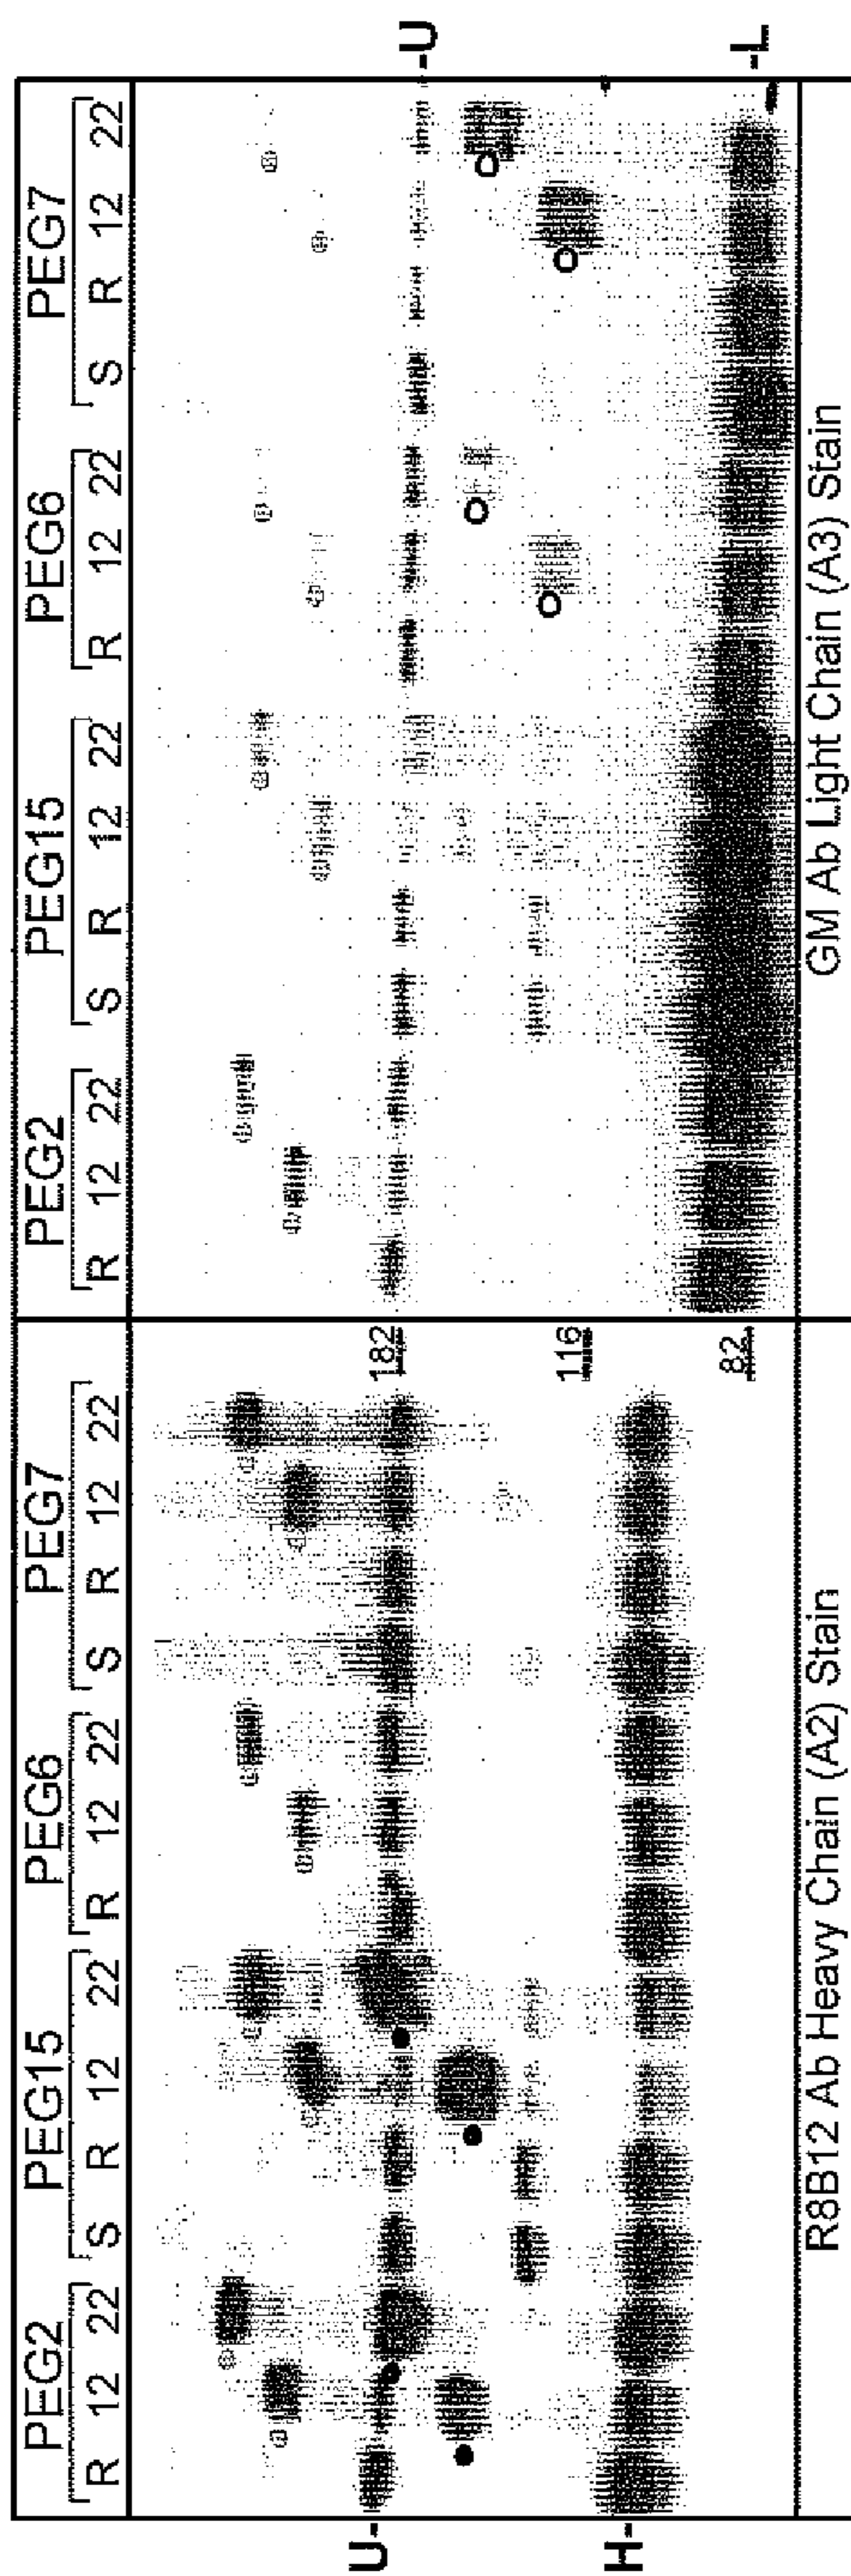 PEG2 PEG15 PEG6 PEG7 PEG2 PEG15 PEG6 PEG7
R 12 22 S R 12 22 R 12 22 S R 12 22 R 12 22 S R 12 22 R 12 22 S R 12 22
U- 182 -U
116
H- 82 -L
R8B12 Ab Heavy Chain (A2) Stain GM Ab Light Chain (A3) Stain